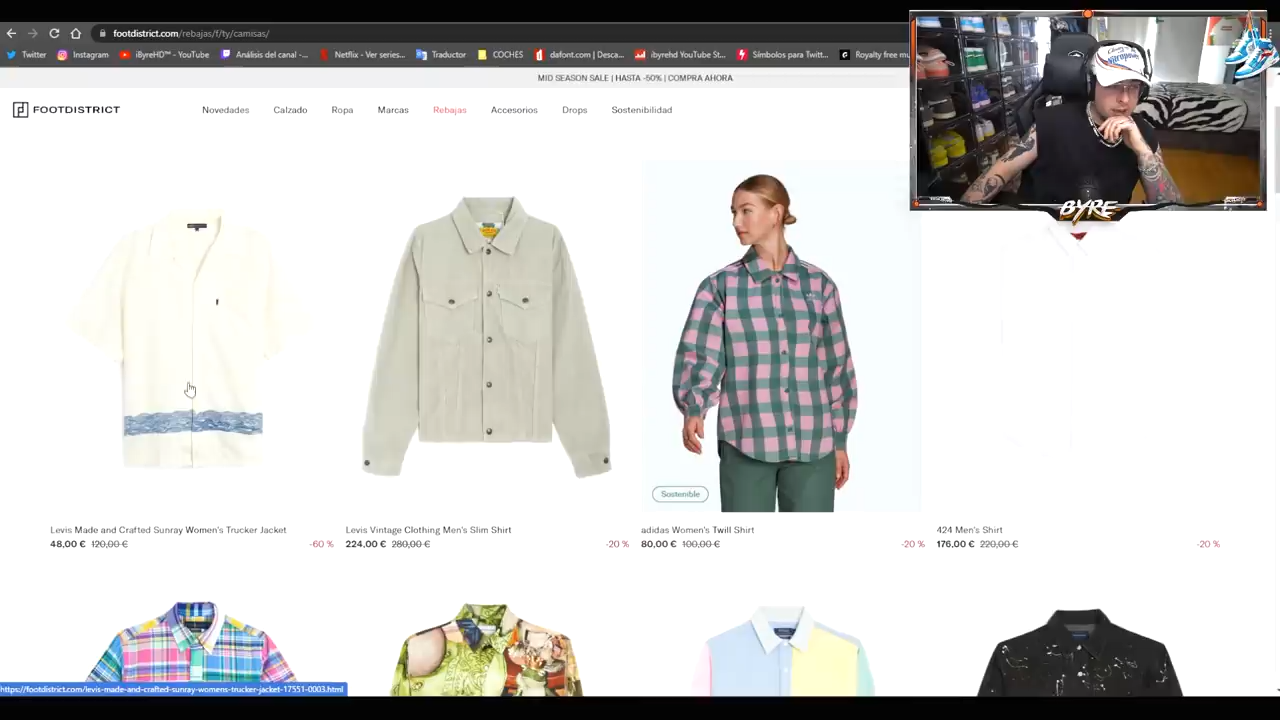 footdistrict.com/rebajas/f/ty/camisas/
Twitter
Instagram
iByreHD™ - YouTube
Análisis del canal -...
Netflix - Ver series...
Traductor
COCHES
dafont.com | Desca...
ibyrehd YouTube St...
Símbolos para Twitt...
Royalty free mu
MID SEASON SALE | HASTA -50% | COMPRA AHORA
FOOTDISTRICT
Novedades
Calzado
Ropa
Marcas
Rebajas
Accesorios
Drops
Sostenibilidad
BYRE
Sostenible
Levis Made and Crafted Sunray Women's Trucker Jacket
48,00 € 120,00 € -60 %
Levis Vintage Clothing Men's Slim Shirt
224,00 € 280,00 € -20 %
adidas Women's Twill Shirt
80,00 € 100,00 € -20 %
424 Men's Shirt
176,00 € 220,00 € -20 %
https://footdistrict.com/levis-made-and-crafted-sunray-womens-trucker-jacket-17551-0003.html